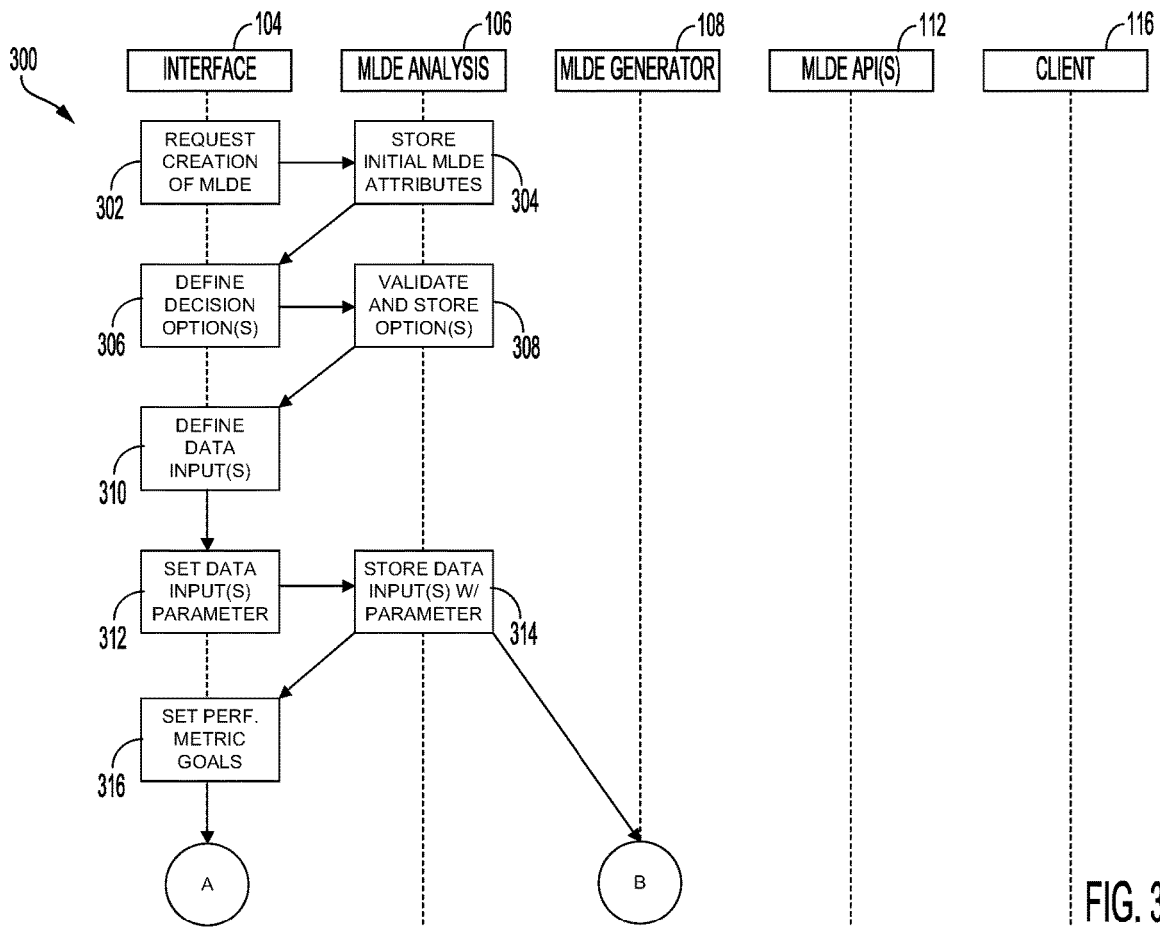 104
106
108
112
116
300
INTERFACE
MLDE ANALYSIS
MLDE GENERATOR
MLDE API(S)
CLIENT
REQUEST
CREATION
OF MLDE
302
STORE
INITIAL MLDE
ATTRIBUTES
304
DEFINE
DECISION
OPTION(S)
306
VALIDATE
AND STORE
OPTION(S)
308
DEFINE
DATA
INPUT(S)
310
SET DATA
INPUT(S)
PARAMETER
312
STORE DATA
INPUT(S) W/
PARAMETER
314
SET PERF.
METRIC
GOALS
316
A
B
FIG. 3